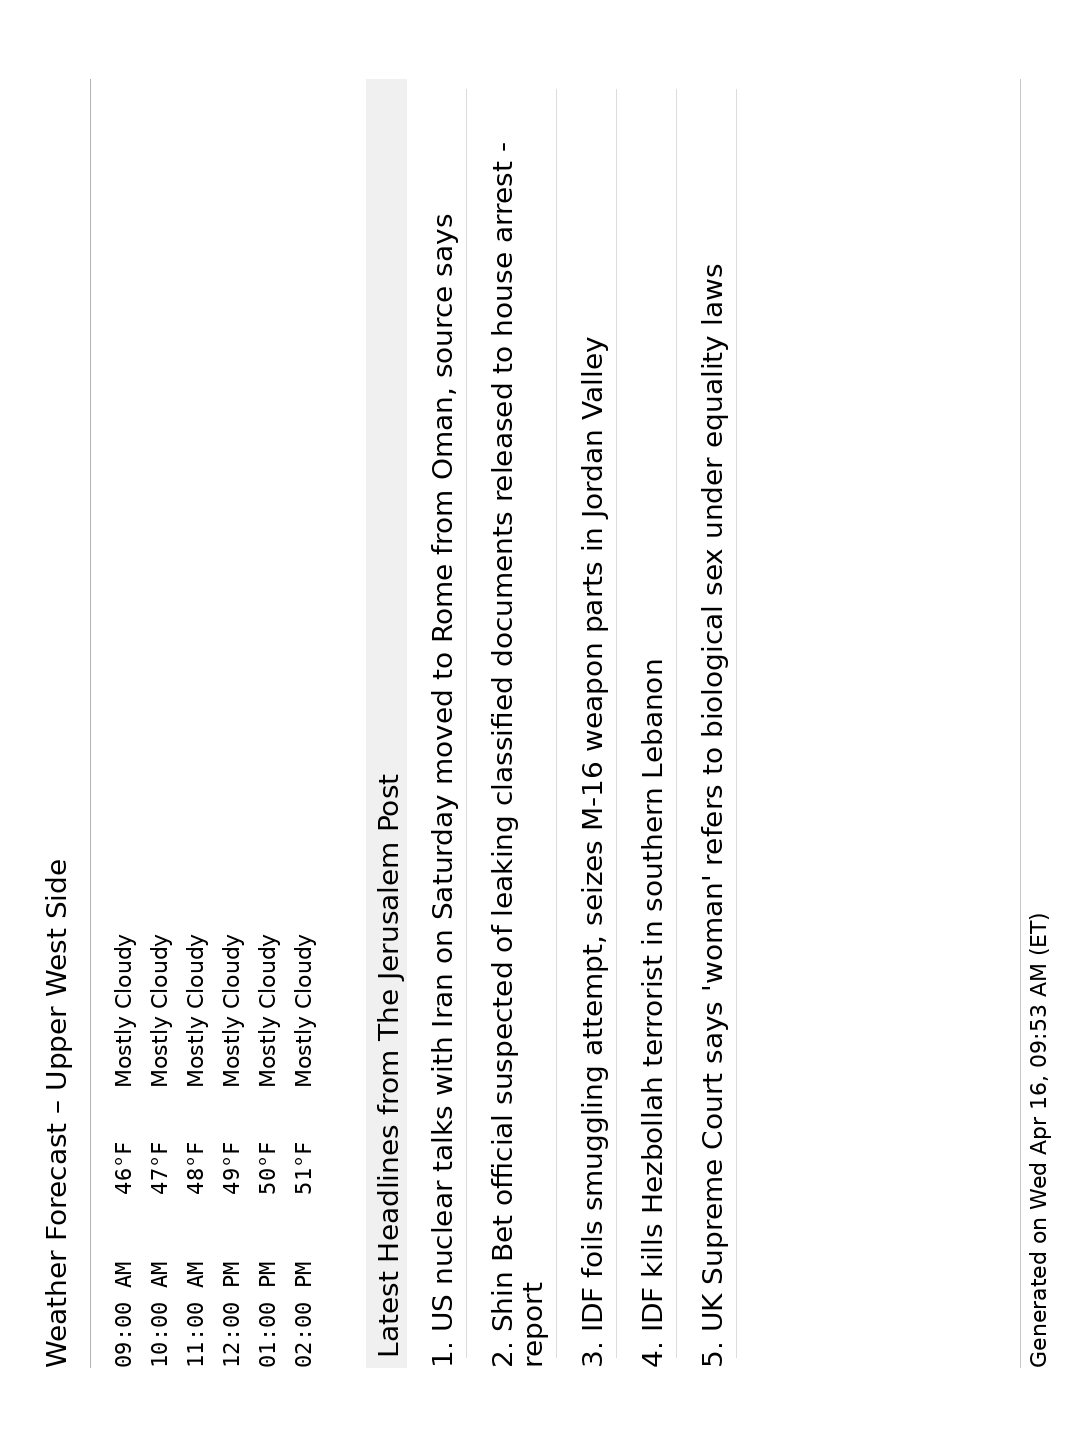 Weather Forecast – Upper West Side
09:00 AM 46°F Mostly Cloudy
10:00 AM 47°F Mostly Cloudy
11:00 AM 48°F Mostly Cloudy
12:00 PM 49°F Mostly Cloudy
01:00 PM 50°F Mostly Cloudy
02:00 PM 51°F Mostly Cloudy
Latest Headlines from The Jerusalem Post
1. US nuclear talks with Iran on Saturday moved to Rome from Oman, source says
2. Shin Bet official suspected of leaking classified documents released to house arrest -
report
3. IDF foils smuggling attempt, seizes M-16 weapon parts in Jordan Valley
4. IDF kills Hezbollah terrorist in southern Lebanon
5. UK Supreme Court says 'woman' refers to biological sex under equality laws
Generated on Wed Apr 16, 09:53 AM (ET)